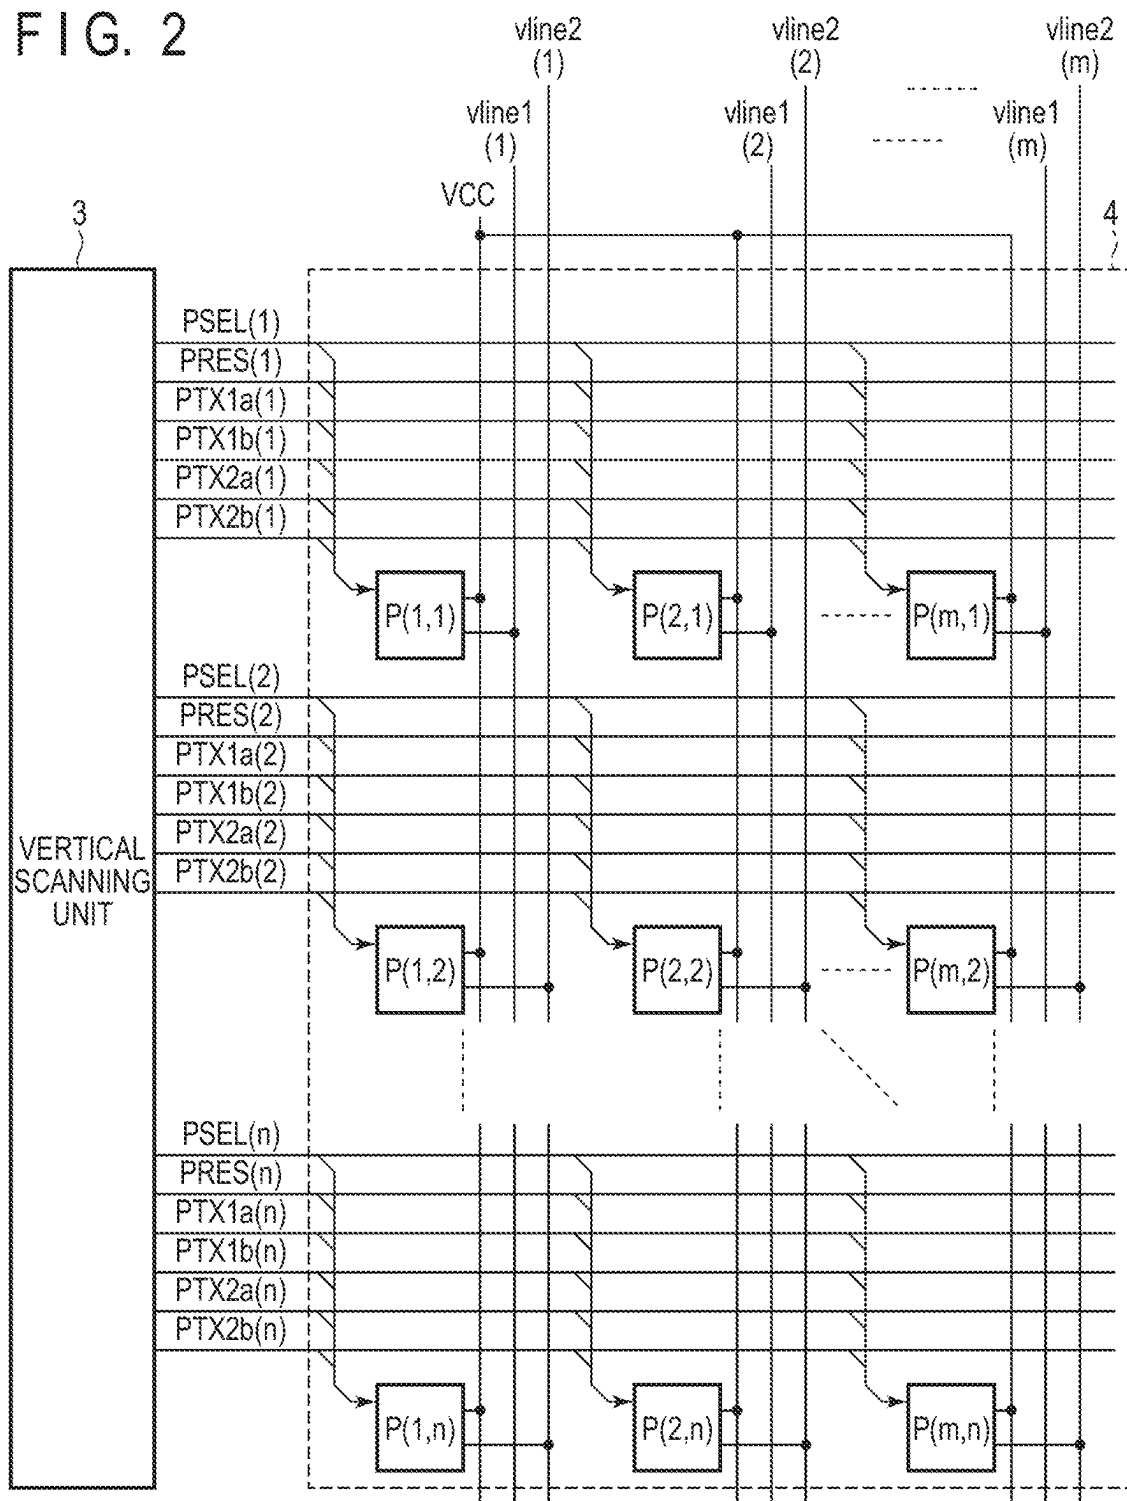 FIG. 2
vline2 (1)
vline2 (2)
vline2 (m)
vline1 (1)
vline1 (2)
vline1 (m)
VCC
3
4
PSEL(1)
PRES(1)
PTX1a(1)
PTX1b(1)
PTX2a(1)
PTX2b(1)
P(1,1)
P(2,1)
P(m,1)
PSEL(2)
PRES(2)
PTX1a(2)
PTX1b(2)
PTX2a(2)
PTX2b(2)
VERTICAL
SCANNING
UNIT
P(1,2)
P(2,2)
P(m,2)
PSEL(n)
PRES(n)
PTX1a(n)
PTX1b(n)
PTX2a(n)
PTX2b(n)
P(1,n)
P(2,n)
P(m,n)